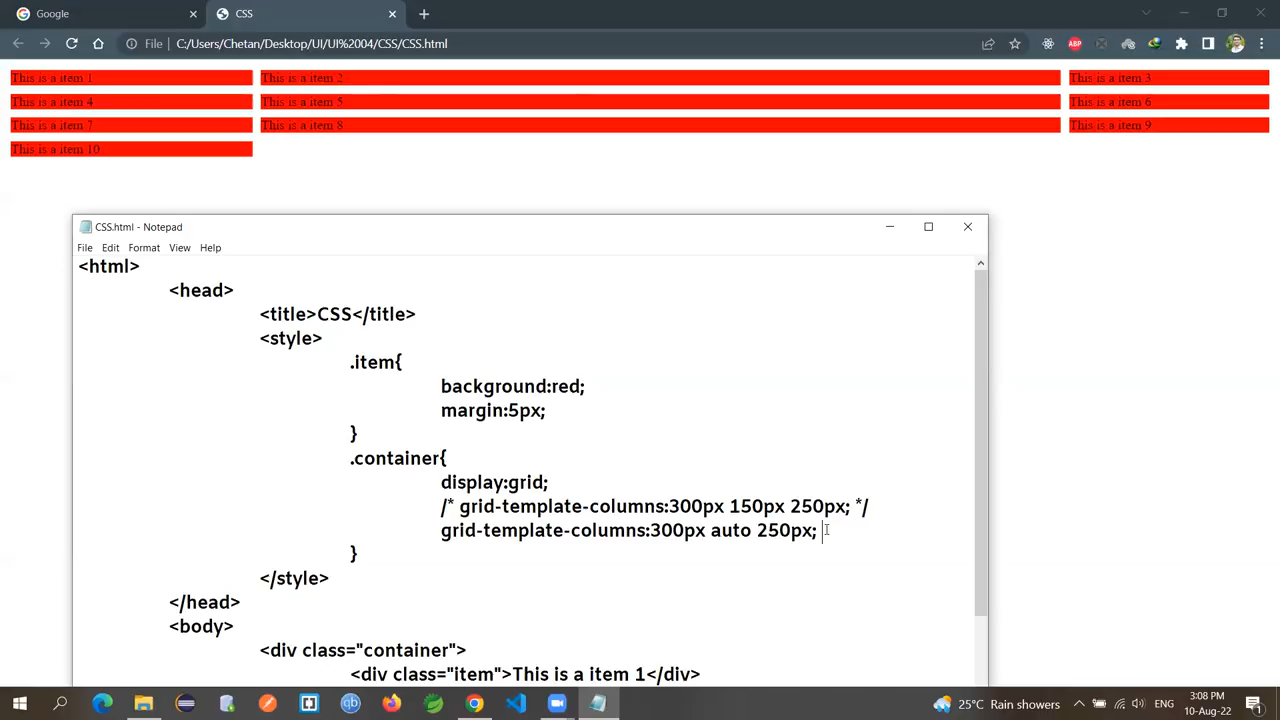 Google
CSS
File
C:/Users/Chetan/Desktop/UI/UI%2004/CSS/CSS.html
ABP
This is a item 1
This is a item 2
This is a item 3
This is a item 4
This is a item 5
This is a item 6
This is a item 7
This is a item 8
This is a item 9
This is a item 10
CSS.html - Notepad
File Edit Format View Help
<html>
<head>
<title>CSS</title>
<style>
.item{
background:red;
margin:5px;
}
.container{
display:grid;
/* grid-template-columns:300px 150px 250px; */
grid-template-columns:300px auto 250px;
}
</style>
</head>
<body>
<div class="container">
<div class="item">This is a item 1</div>
qb
25°C Rain showers
ENG
3:08 PM
10-Aug-22
1